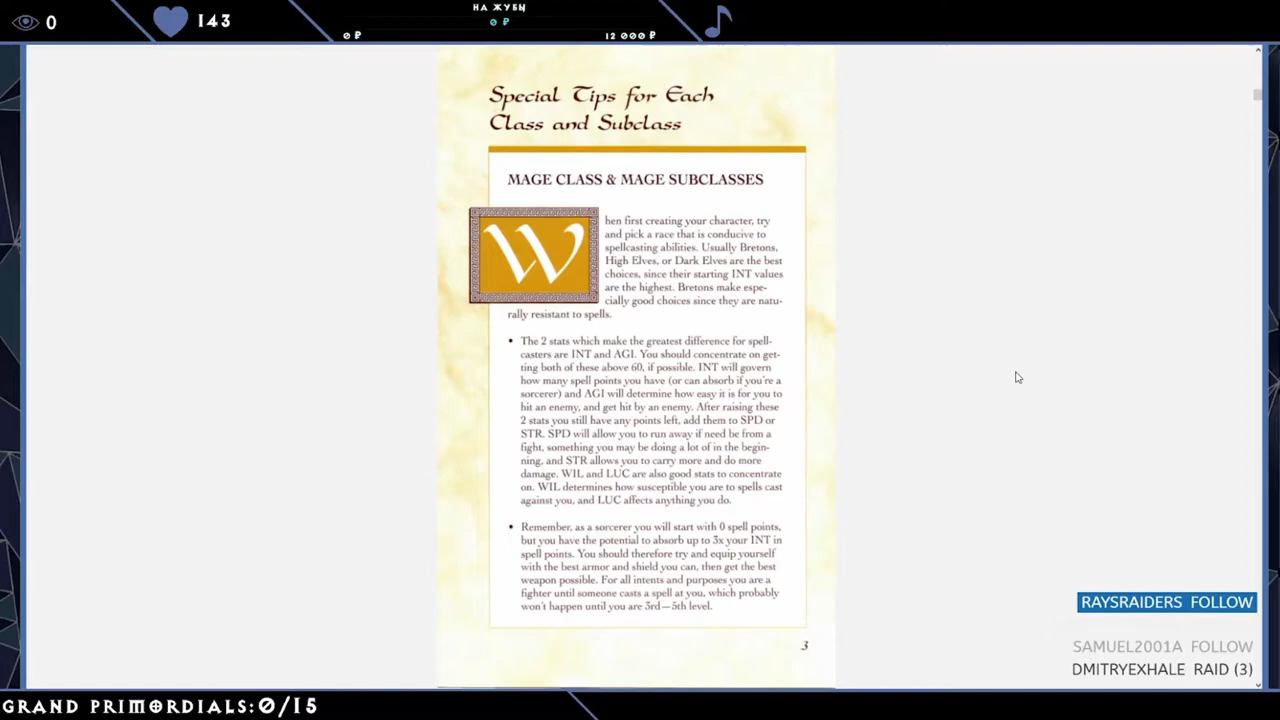 0
143
НА ЖУБЫ
0 ₽
0 ₽
12 000 ₽
Special Tips for Each
Class and Subclass
MAGE CLASS & MAGE SUBCLASSES
When first creating your character, try
and pick a race that is conducive to
spellcasting abilities. Usually Bretons,
High Elves, or Dark Elves are the best
choices, since their starting INT values
are the highest. Bretons make espe-
cially good choices since they are natu-
rally resistant to spells.
• The 2 stats which make the greatest difference for spell-
casters are INT and AGI. You should concentrate on get-
ting both of these above 60, if possible. INT will govern
how many spell points you have (or can absorb if you're a
sorcerer) and AGI will determine how easy it is for you to
hit an enemy, and get hit by an enemy. After raising these
2 stats you still have any points left, add them to SPD or
STR. SPD will allow you to run away if need be from a
fight, something you may be doing a lot of in the begin-
ning, and STR allows you to carry more and do more
damage. WIL and LUC are also good stats to concentrate
on. WIL determines how susceptible you are to spells cast
against you, and LUC affects anything you do.
• Remember, as a sorcerer you will start with 0 spell points,
but you have the potential to absorb up to 3x your INT in
spell points. You should therefore try and equip yourself
with the best armor and shield you can, then get the best
weapon possible. For all intents and purposes you are a
fighter until someone casts a spell at you, which probably
won't happen until you are 3rd—5th level.
3
RAYSRAIDERS FOLLOW
SAMUEL2001A FOLLOW
DMITRYEXHALE RAID (3)
GRAND PRIMORDIALS:0/15